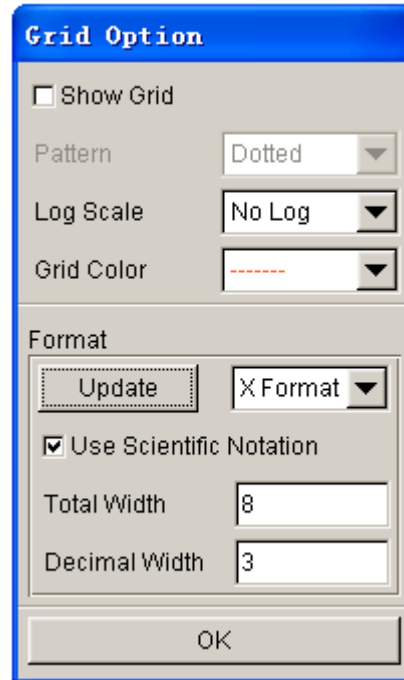 Grid Option
Show Grid
Pattern Dotted
Log Scale No Log
Grid Color -------
Format
Update X Format
Use Scientific Notation
Total Width 8
Decimal Width 3
OK